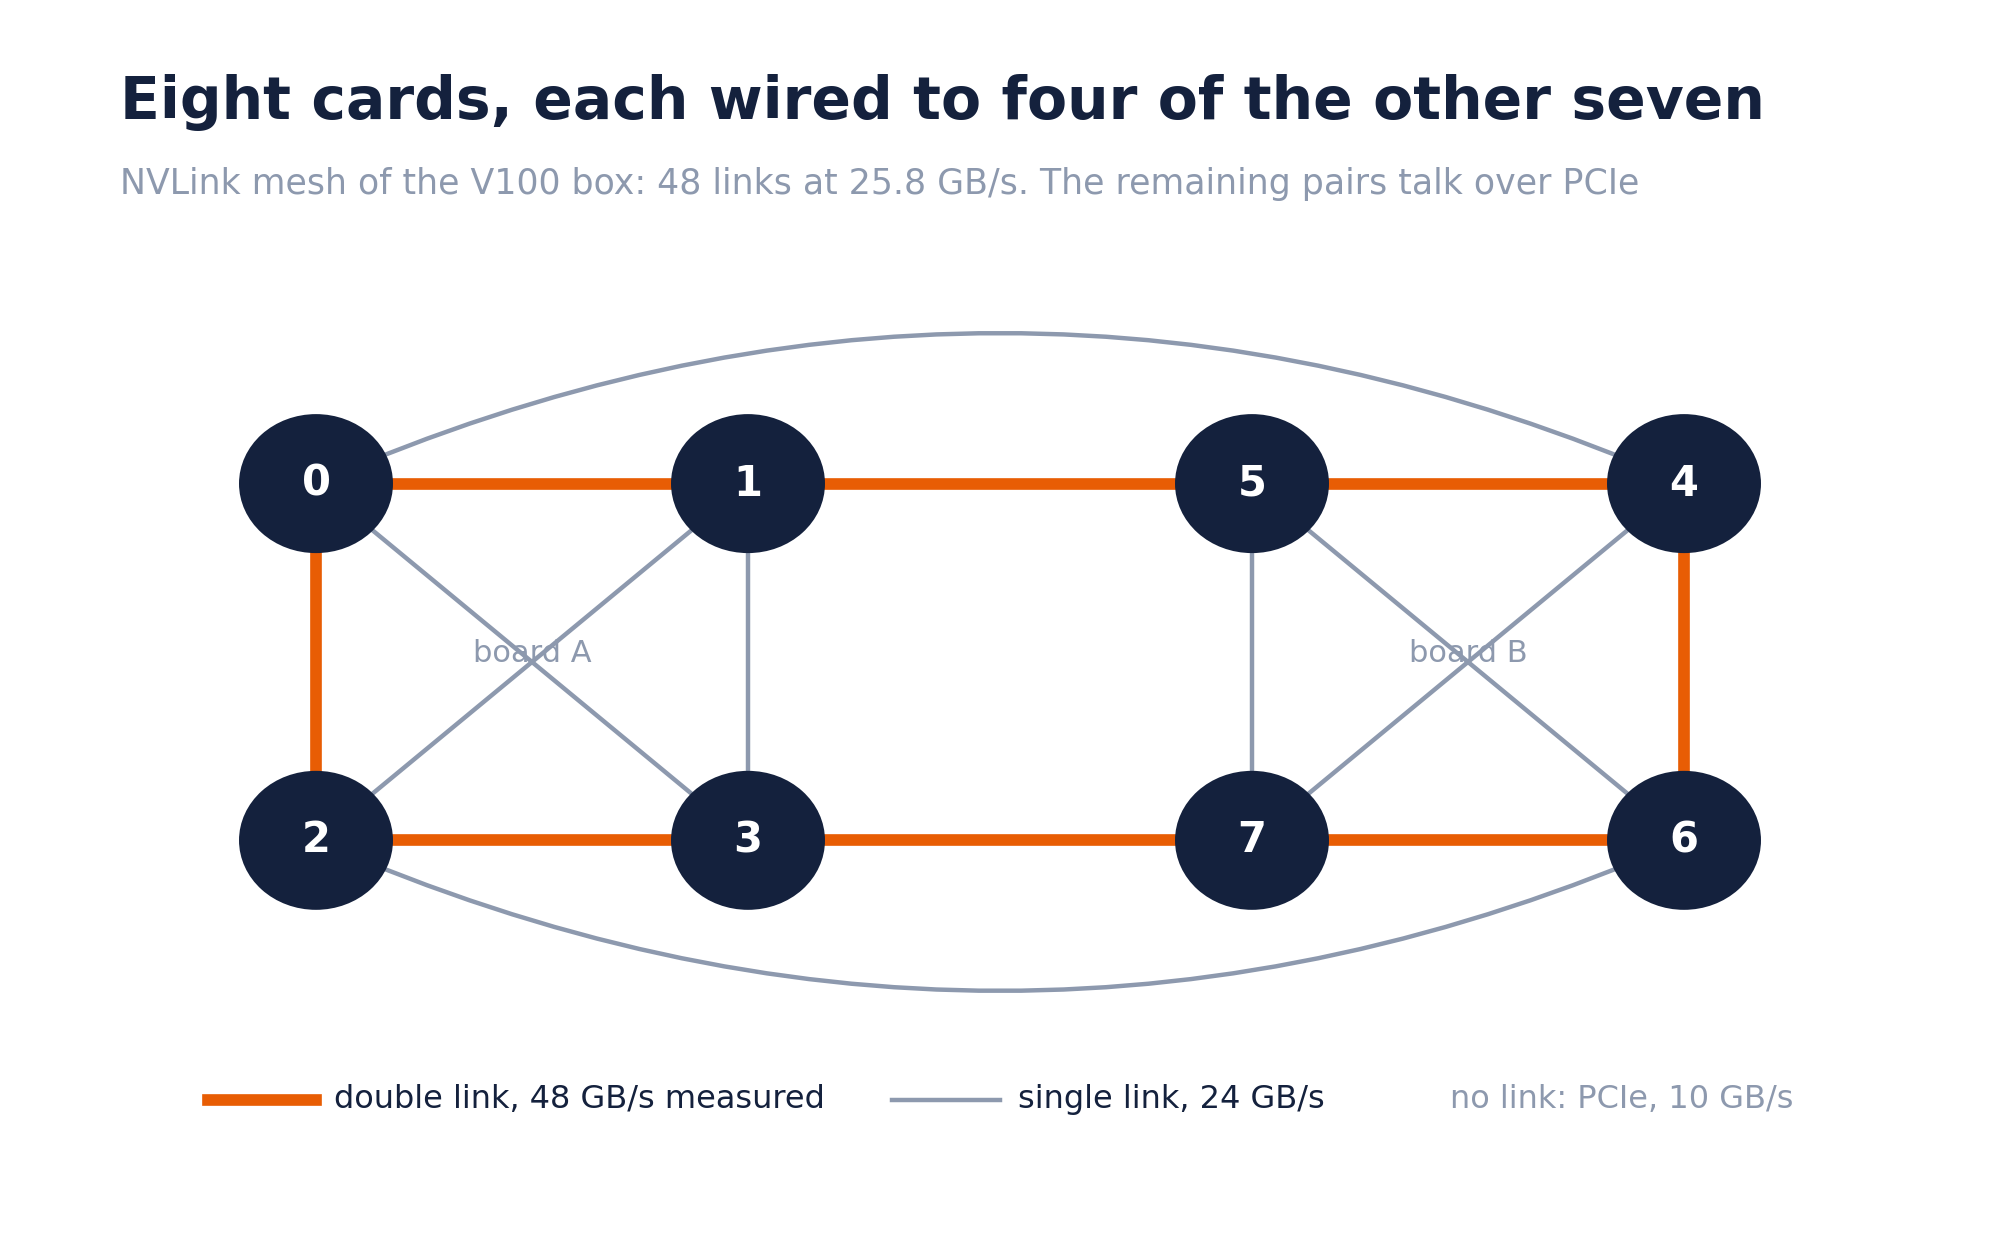 Eight cards, each wired to four of the other seven
NVLink mesh of the V100 box: 48 links at 25.8 GB/s. The remaining pairs talk over PCIe
0
1
5
4
board A
board B
2
3
7
6
double link, 48 GB/s measured
single link, 24 GB/s
no link: PCIe, 10 GB/s